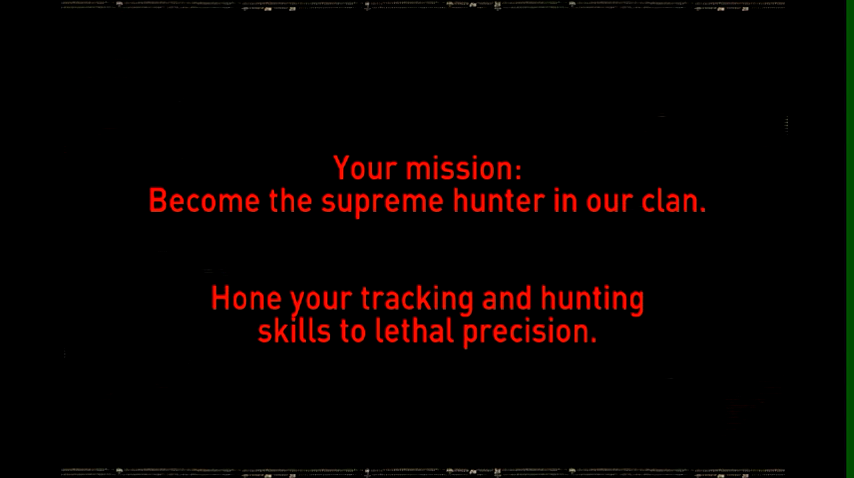 Your mission:
Become the supreme hunter in our clan.
Hone your tracking and hunting
skills to lethal precision.